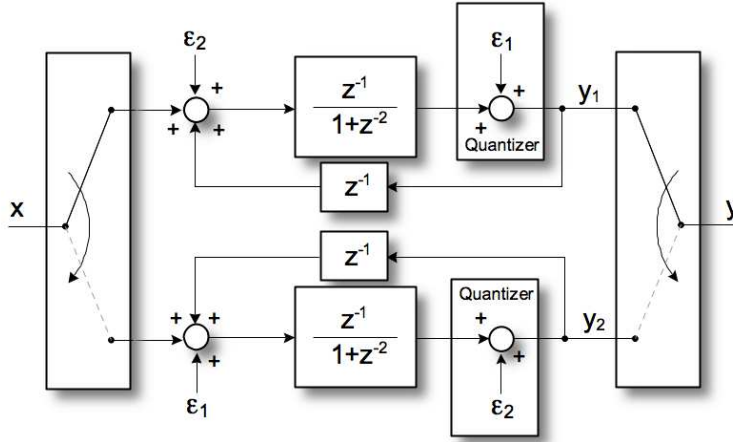 ε₂
ε₁
+
+
+
+
z⁻¹
1+z⁻²
+
+
y₁
Quantizer
z⁻¹
x
y
z⁻¹
Quantizer
+
+
+
z⁻¹
1+z⁻²
+
+
y₂
ε₁
ε₂